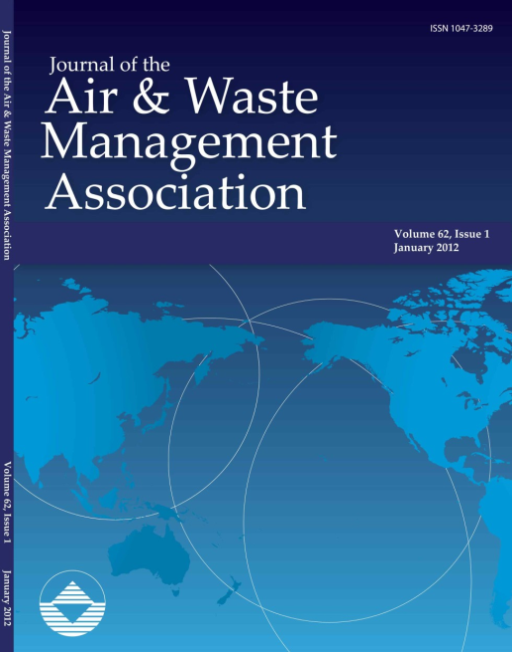 ISSN 1047-3289
Journal of the
Air & Waste
Management
Association
Volume 62, Issue 1
January 2012
Journal of the Air & Waste Management Association
Volume 62, Issue 1
January 2012